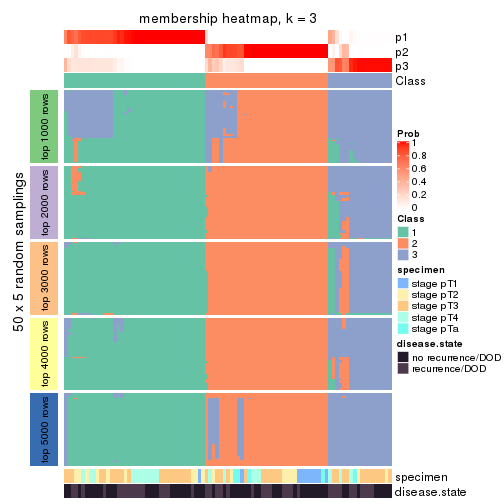 membership heatmap, k = 3
p1
p2
p3
Class
50 x 5 random samplings
top 1000 rows
top 2000 rows
top 3000 rows
top 4000 rows
top 5000 rows
specimen
disease.state
Prob
1
0.8
0.6
0.4
0.2
0
Class
1
2
3
specimen
stage pT1
stage pT2
stage pT3
stage pT4
stage pTa
disease.state
no recurrence/DOD
recurrence/DOD